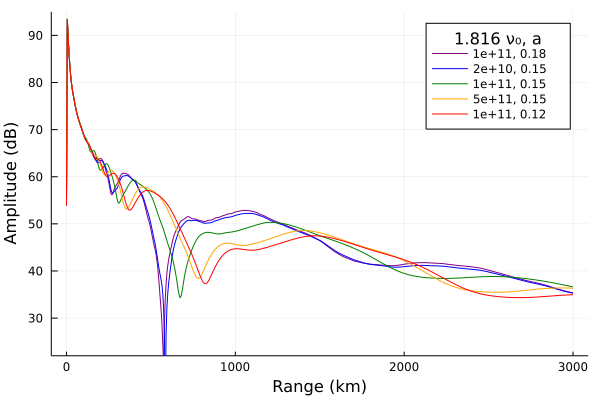 90
80
70
60
50
40
30
Amplitude (dB)
0
1000
2000
3000
Range (km)
1.816 ν₀, a
1e+11, 0.18
2e+10, 0.15
1e+11, 0.15
5e+11, 0.15
1e+11, 0.12